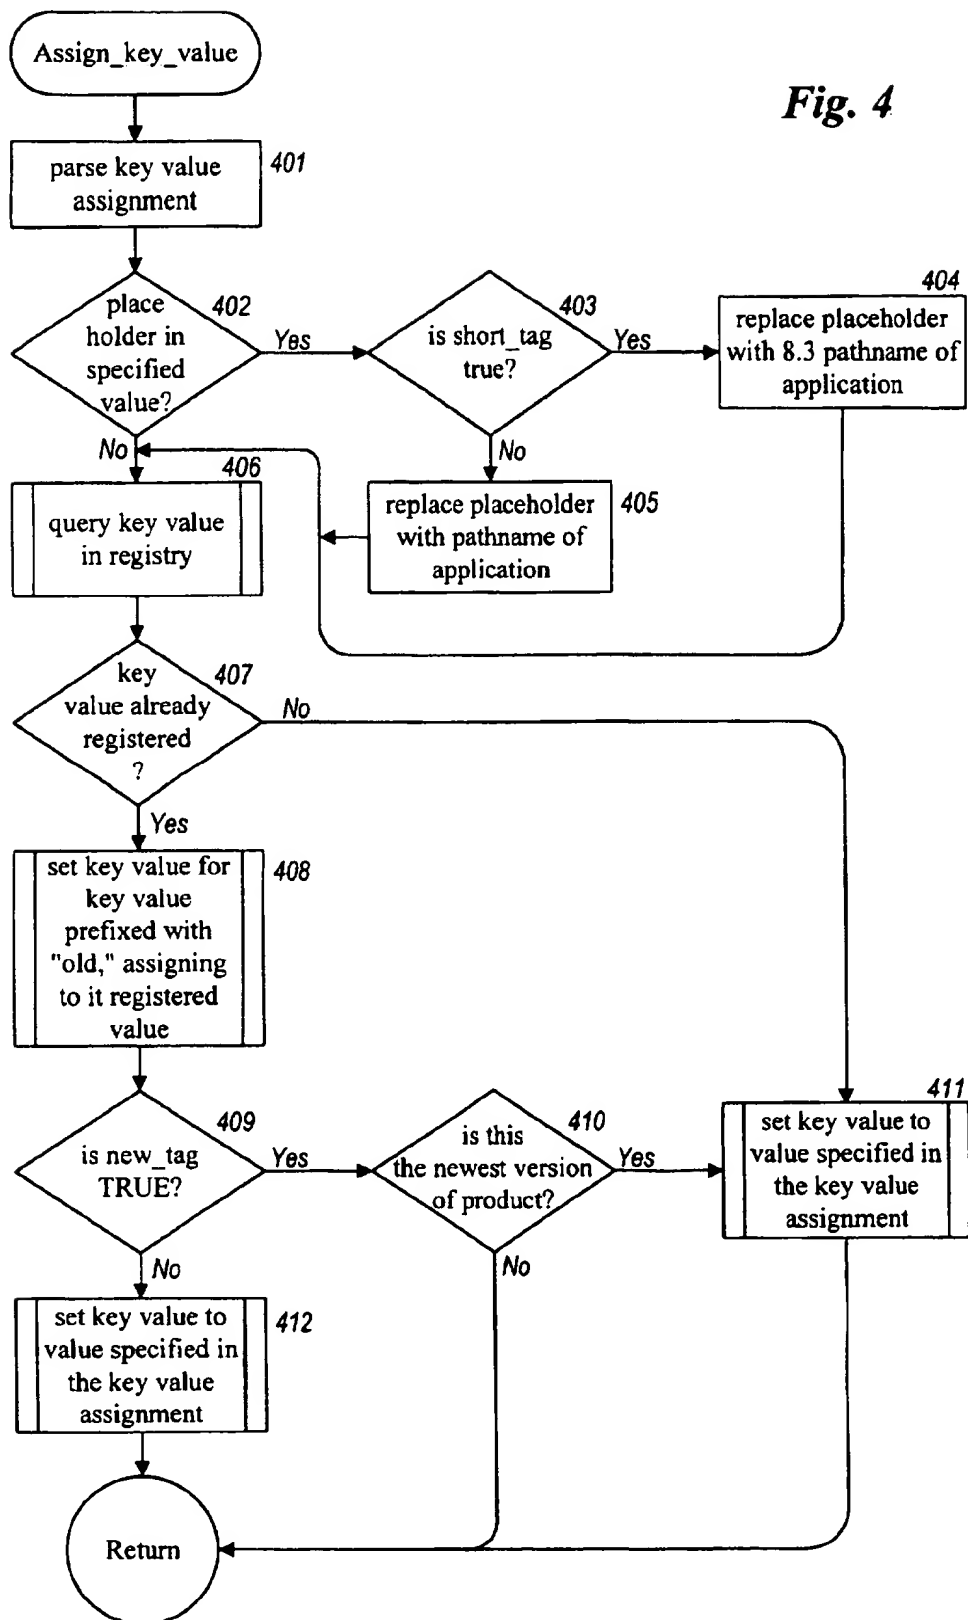 Assign_key_value
Fig. 4
parse key value
assignment
401
place
holder in
specified
value?
402
Yes
No
is short_tag
true?
403
Yes
No
404
replace placeholder
with 8.3 pathname of
application
replace placeholder
with pathname of
application
405
406
query key value
in registry
key
value already
registered
?
407
No
Yes
set key value for
key value
prefixed with
"old," assigning
to it registered
value
408
is new_tag
TRUE?
409
Yes
No
is this
the newest version
of product?
410
Yes
No
411
set key value to
value specified in
the key value
assignment
set key value to
value specified in
the key value
assignment
412
Return